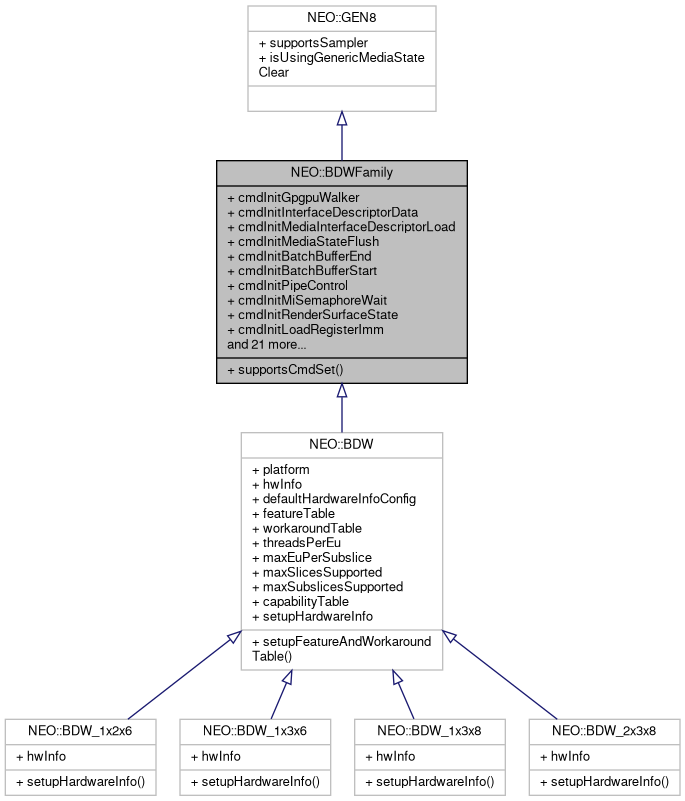 NEO::GEN8
+ supportsSampler
+ isUsingGenericMediaState
Clear
NEO::BDWFamily
+ cmdInitGpgpuWalker
+ cmdInitInterfaceDescriptorData
+ cmdInitMediaInterfaceDescriptorLoad
+ cmdInitMediaStateFlush
+ cmdInitBatchBufferEnd
+ cmdInitBatchBufferStart
+ cmdInitPipeControl
+ cmdInitMiSemaphoreWait
+ cmdInitRenderSurfaceState
+ cmdInitLoadRegisterImm
and 21 more...
+ supportsCmdSet()
NEO::BDW
+ platform
+ hwInfo
+ defaultHardwareInfoConfig
+ featureTable
+ workaroundTable
+ threadsPerEu
+ maxEuPerSubslice
+ maxSlicesSupported
+ maxSubslicesSupported
+ capabilityTable
+ setupHardwareInfo
+ setupFeatureAndWorkaround
Table()
NEO::BDW_1x2x6
+ hwInfo
+ setupHardwareInfo()
NEO::BDW_1x3x6
+ hwInfo
+ setupHardwareInfo()
NEO::BDW_1x3x8
+ hwInfo
+ setupHardwareInfo()
NEO::BDW_2x3x8
+ hwInfo
+ setupHardwareInfo()